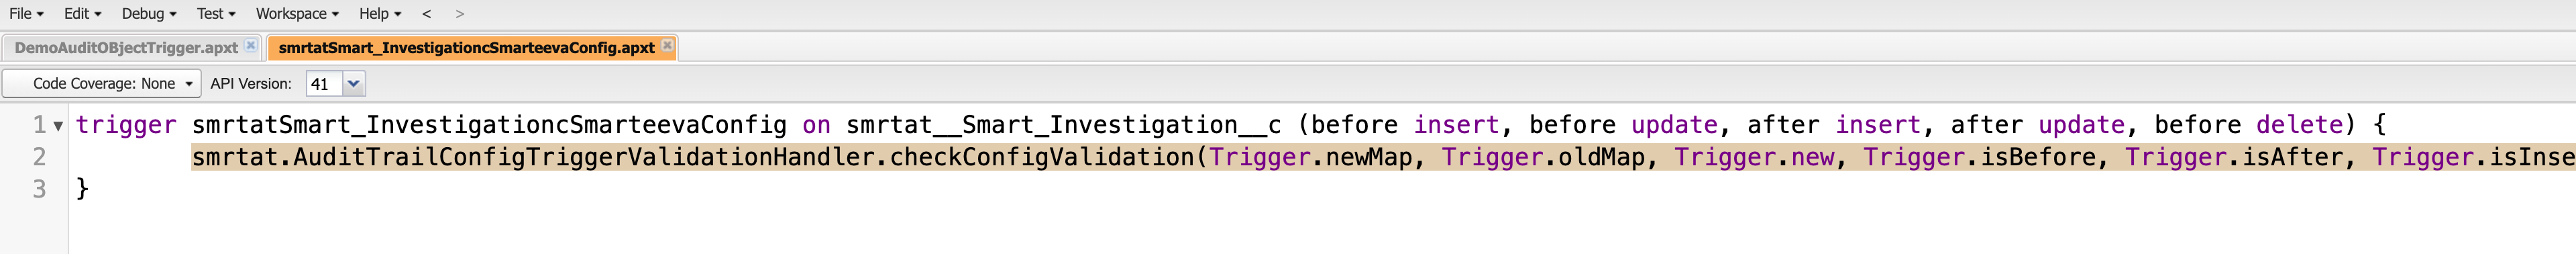 File Edit Debug Test Workspace Help < >
DemoAuditOBjectTrigger.apxt smrtatSmart_InvestigationcSmarteevaConfig.apxt
Code Coverage: None API Version: 41
1 trigger smrtatSmart_InvestigationcSmarteevaConfig on smrtat__Smart_Investigation__c (before insert, before update, after insert, after update, before delete) {
2 smrtat.AuditTrailConfigTriggerValidationHandler.checkConfigValidation(Trigger.newMap, Trigger.oldMap, Trigger.new, Trigger.isBefore, Trigger.isAfter, Trigger.isInse
3 }